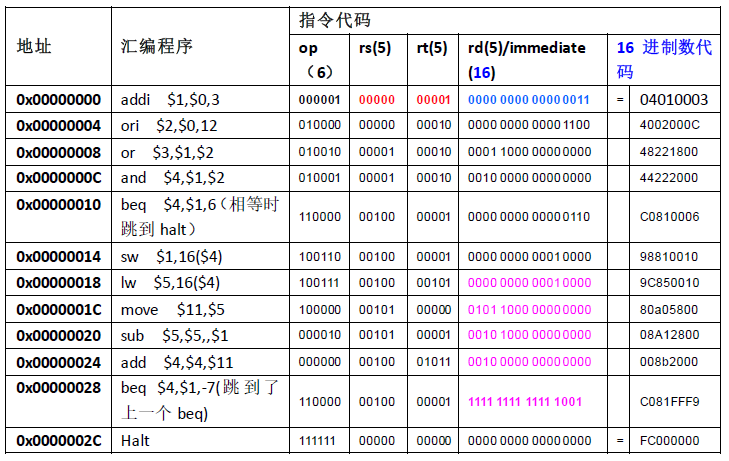 地址 汇编程序 指令代码
op（6） rs(5) rt(5) rd(5)/immediate (16) 16 进制数代码
0x00000000 addi $1,$0,3 000001 00000 00001 0000 0000 0000 0011 = 04010003
0x00000004 ori $2,$0,12 010000 00000 00010 0000 0000 0000 1100 4002000C
0x00000008 or $3,$1,$2 010010 00001 00010 0001 1000 0000 0000 48221800
0x0000000C and $4,$1,$2 010001 00001 00010 0010 0000 0000 0000 44222000
0x00000010 beq $4,$1,6（相等时跳到 halt） 110000 00100 00001 0000 0000 0000 0110 C0810006
0x00000014 sw $1,16($4) 100110 00100 00001 0000 0000 0001 0000 98810010
0x00000018 lw $5,16($4) 100111 00100 00101 0000 0000 0001 0000 9C850010
0x0000001C move $11,$5 100000 00101 00000 0101 1000 0000 0000 80a05800
0x00000020 sub $5,$5,,$1 000010 00101 00001 0010 1000 0000 0000 08A12800
0x00000024 add $4,$4,$11 000000 00100 01011 0010 0000 0000 0000 008b2000
0x00000028 beq $4,$1,-7(跳到了上一个 beq) 110000 00100 00001 1111 1111 1111 1001 C081FFF9
0x0000002C Halt 111111 00000 00000 0000 0000 0000 0000 = FC000000